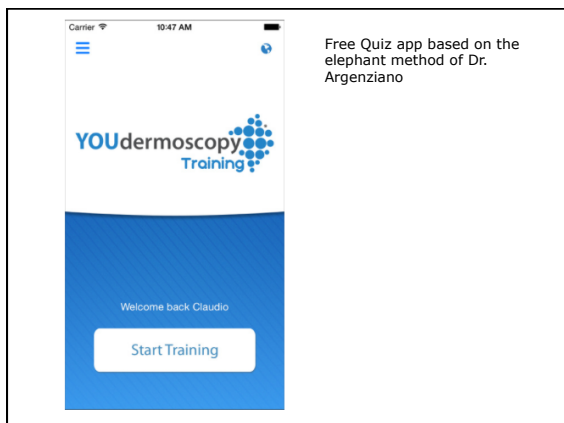 Carrier 10:47 AM
YOUdermoscopy
Training
Welcome back Claudio
Start Training
Free Quiz app based on the
elephant method of Dr.
Argenziano